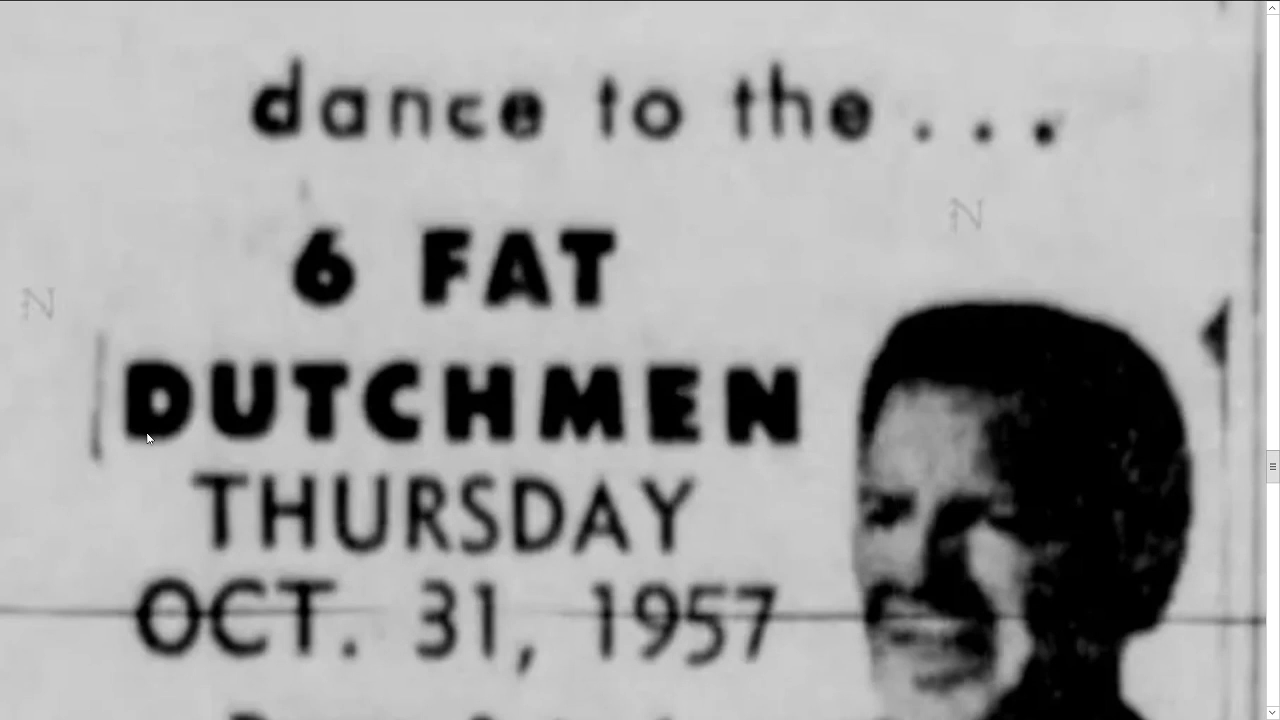 dance to the . . .
6 FAT
DUTCHMEN
THURSDAY
OCT. 31, 1957